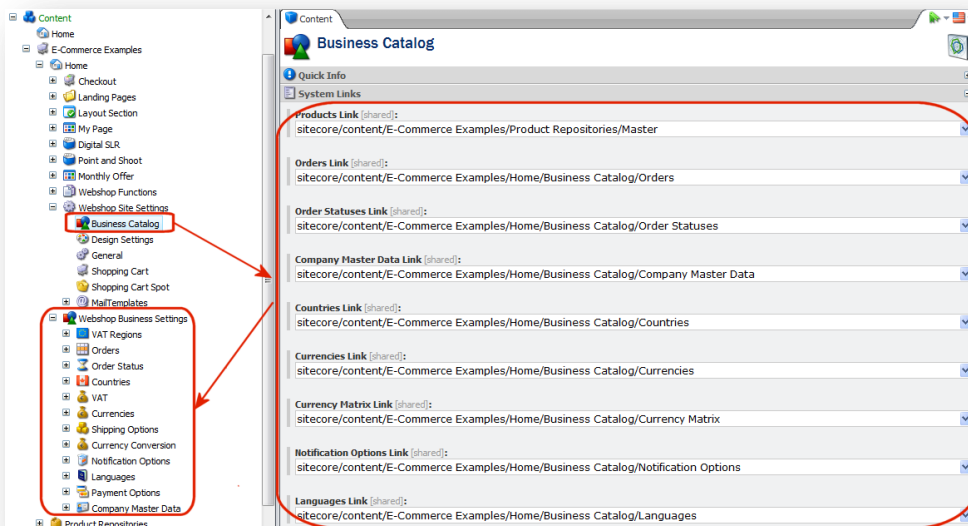 Content
Home
E-Commerce Examples
Home
Checkout
Landing Pages
Layout Section
My Page
Digital SLR
Point and Shoot
Monthly Offer
Webshop Functions
Webshop Site Settings
Business Catalog
Design Settings
General
Shopping Cart
Shopping Cart Spot
MailTemplates
Webshop Business Settings
VAT Regions
Orders
Order Status
Countries
VAT
Currencies
Shipping Options
Currency Conversion
Notification Options
Languages
Payment Options
Company Master Data
Product Repositories
Content
Business Catalog
Quick Info
System Links
Products Link [shared]:
sitecore/content/E-Commerce Examples/Product Repositories/Master
Orders Link [shared]:
sitecore/content/E-Commerce Examples/Home/Business Catalog/Orders
Order Statuses Link [shared]:
sitecore/content/E-Commerce Examples/Home/Business Catalog/Order Statuses
Company Master Data Link [shared]:
sitecore/content/E-Commerce Examples/Home/Business Catalog/Company Master Data
Countries Link [shared]:
sitecore/content/E-Commerce Examples/Home/Business Catalog/Countries
Currencies Link [shared]:
sitecore/content/E-Commerce Examples/Home/Business Catalog/Currencies
Currency Matrix Link [shared]:
sitecore/content/E-Commerce Examples/Home/Business Catalog/Currency Matrix
Notification Options Link [shared]:
sitecore/content/E-Commerce Examples/Home/Business Catalog/Notification Options
Languages Link [shared]:
sitecore/content/E-Commerce Examples/Home/Business Catalog/Languages